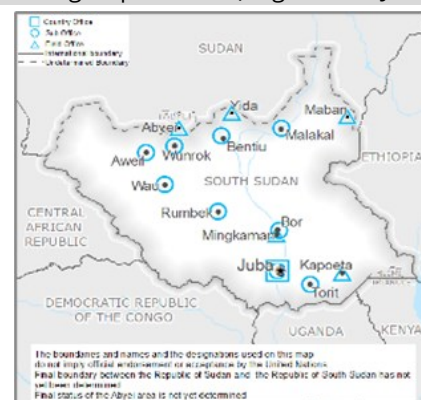 Country Office
Sub Office
Field Office
International boundary
Undetermined Boundary
SUDAN
Yida
Maban
Abyei
Malakal
Bentiu
Wunrok
Aweil
ETHIOPIA
Wau
SOUTH SUDAN
Rumbek
CENTRAL
AFRICAN
REPUBLIC
Bor
Mingkaman
Juba
Kapoeta
Torit
DEMOCRATIC REPUBLIC
OF THE CONGO
UGANDA
KENYA
The boundaries and names and the designations used on this map
do not imply official endorsement or acceptance by the United Nations.
Final boundary between the Republic of Sudan and the Republic of South Sudan has not
yet been determined.
Final status of the Abyei area is not yet determined